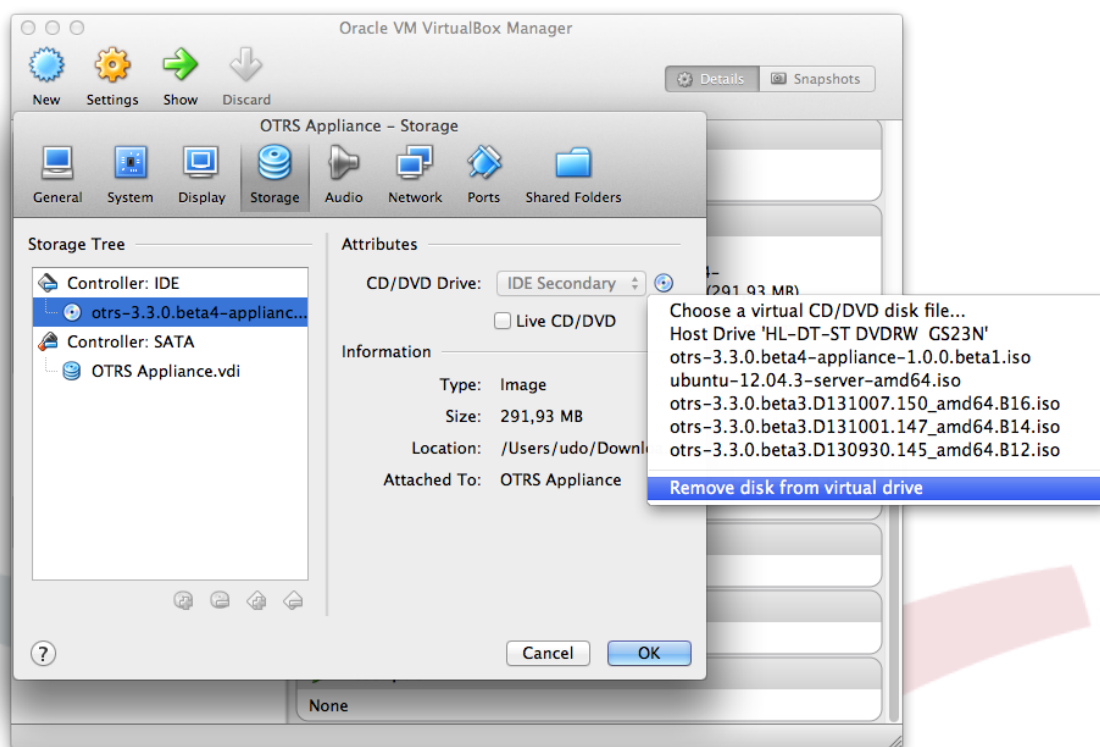 Oracle VM VirtualBox Manager
New Settings Show Discard
Details Snapshots
OTRS Appliance – Storage
General System Display Storage Audio Network Ports Shared Folders
Storage Tree
Controller: IDE
otrs-3.3.0.beta4-applianc...
Controller: SATA
OTRS Appliance.vdi
Attributes
CD/DVD Drive: IDE Secondary
Live CD/DVD
Information
Type: Image
Size: 291,93 MB
Location: /Users/udo/Downl
Attached To: OTRS Appliance
(291,93 MB)
Choose a virtual CD/DVD disk file...
Host Drive 'HL-DT-ST DVDRW GS23N'
otrs-3.3.0.beta4-appliance-1.0.0.beta1.iso
ubuntu-12.04.3-server-amd64.iso
otrs-3.3.0.beta3.D131007.150_amd64.B16.iso
otrs-3.3.0.beta3.D131001.147_amd64.B14.iso
otrs-3.3.0.beta3.D130930.145_amd64.B12.iso
Remove disk from virtual drive
?
Cancel OK
None